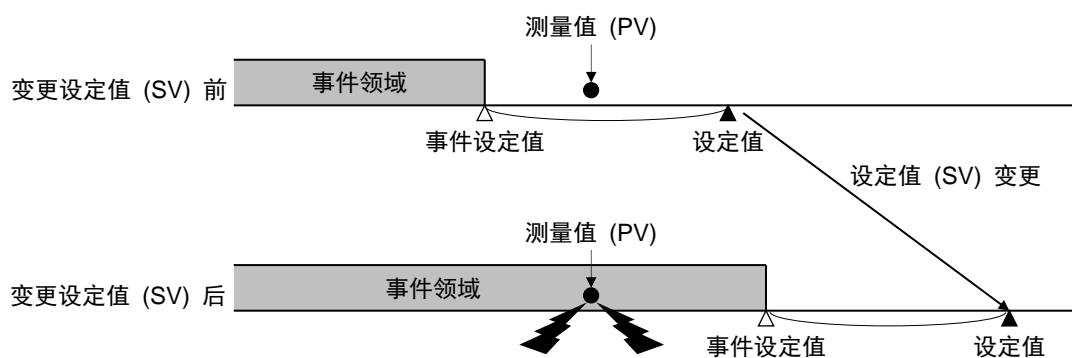 测量值 (PV)
变更设定值 (SV) 前
事件领域
事件设定值
设定值
设定值 (SV) 变更
测量值 (PV)
变更设定值 (SV) 后
事件领域
事件设定值
设定值